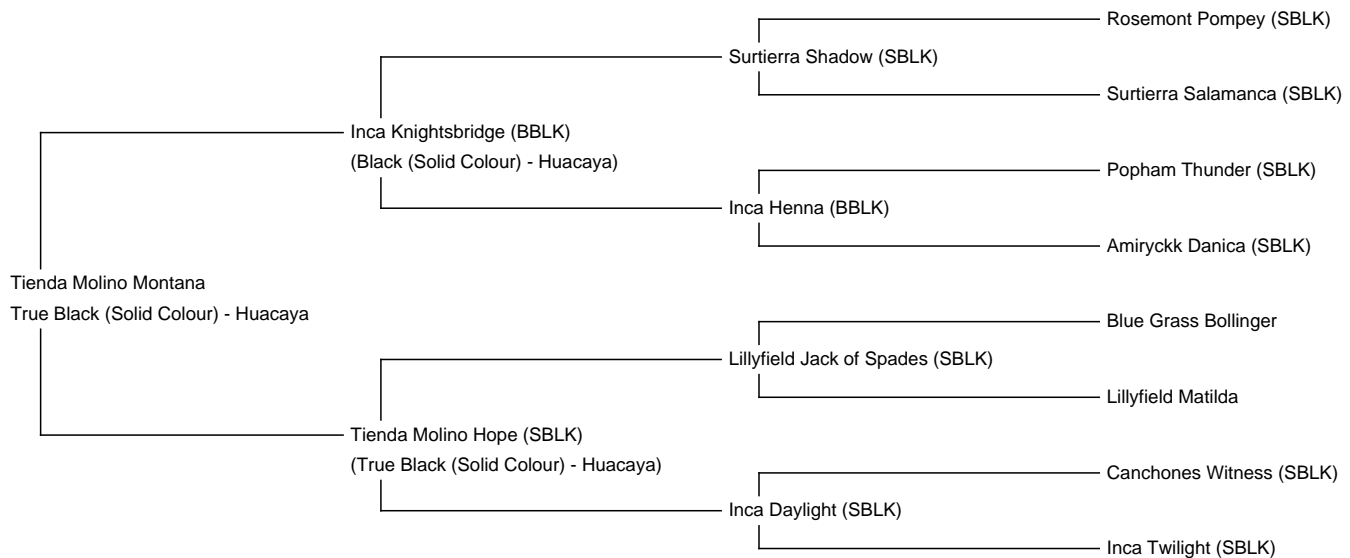 Rosemont Pompey (SBLK)
Surtierra Shadow (SBLK)
Surtierra Salamanca (SBLK)
Inca Knightsbridge (BBLK)
(Black (Solid Colour) - Huacaya)
Popham Thunder (SBLK)
Inca Henna (BBLK)
Amiryckk Danica (SBLK)
Tienda Molino Montana
True Black (Solid Colour) - Huacaya
Blue Grass Bollinger
Lillyfield Jack of Spades (SBLK)
Lillyfield Matilda
Tienda Molino Hope (SBLK)
(True Black (Solid Colour) - Huacaya)
Canchones Witness (SBLK)
Inca Daylight (SBLK)
Inca Twilight (SBLK)